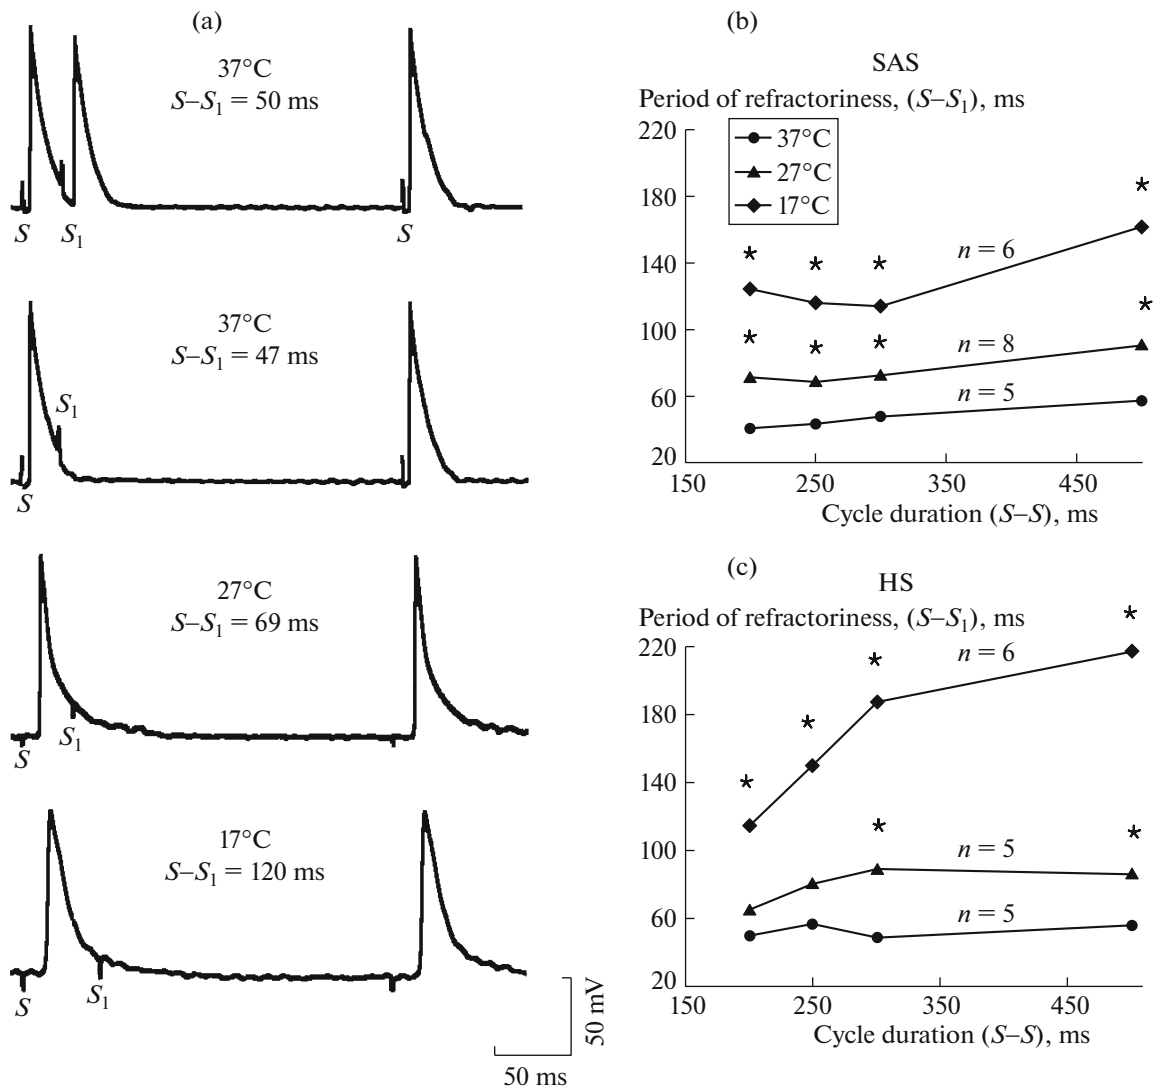 (a)
37°C
S–S₁ = 50 ms
S S₁ S
37°C
S–S₁ = 47 ms
S₁
S
27°C
S–S₁ = 69 ms
S S₁
17°C
S–S₁ = 120 ms
S S₁
50 mV
50 ms
(b)
SAS
Period of refractoriness, (S–S₁), ms
220
180
140
100
60
20
37°C
27°C
17°C
* * * *
n = 6
* * * *
n = 8
n = 5
150 250 350 450
Cycle duration (S–S), ms
(c)
HS
Period of refractoriness, (S–S₁), ms
220
180
140
100
60
20
* * * *
n = 6
* *
n = 5
n = 5
150 250 350 450
Cycle duration (S–S), ms